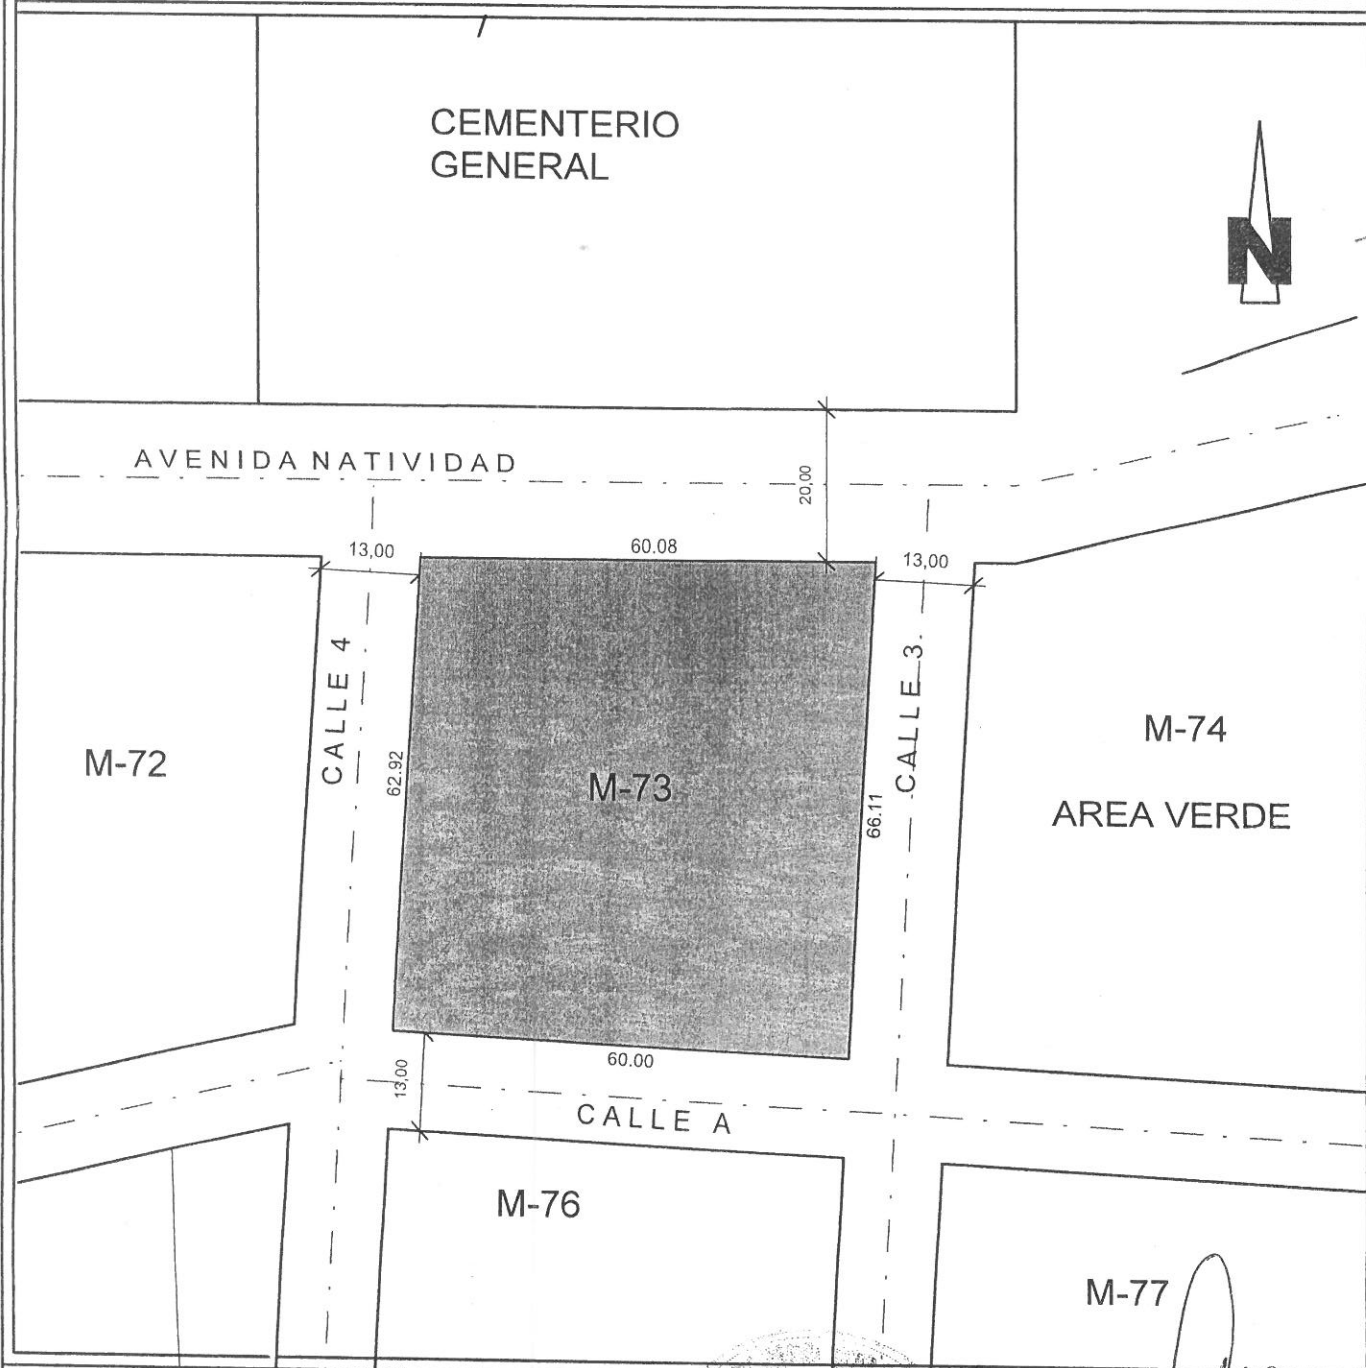 CEMENTERIO
GENERAL
N
AVENIDA NATIVIDAD
20,00
13,00
60.08
13,00
CALLE 4
CALLE 3.
M-72
62.92
M-73
66.11
M-74
AREA VERDE
60.00
13,00
CALLE A
M-76
M-77